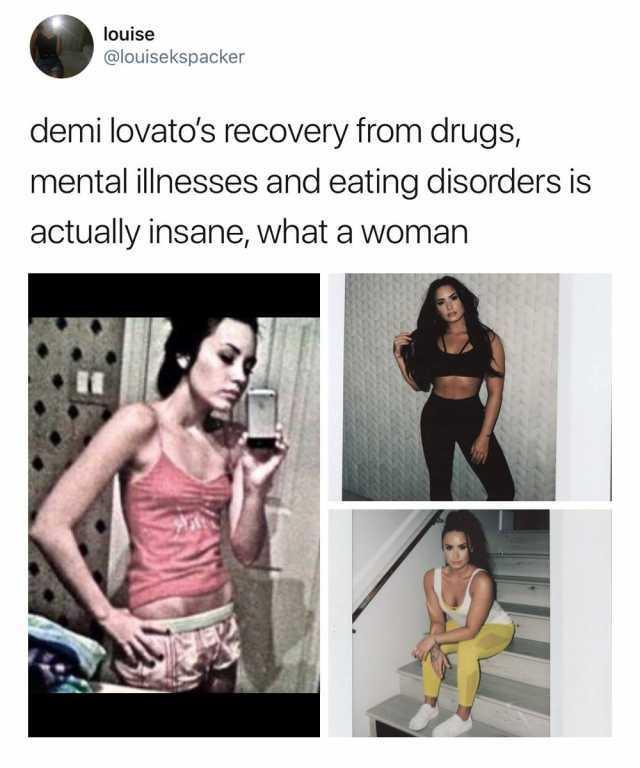 louise
@louisekspacker
demi lovato's recovery from drugs,
mental illnesses and eating disorders is
actually insane, what a woman